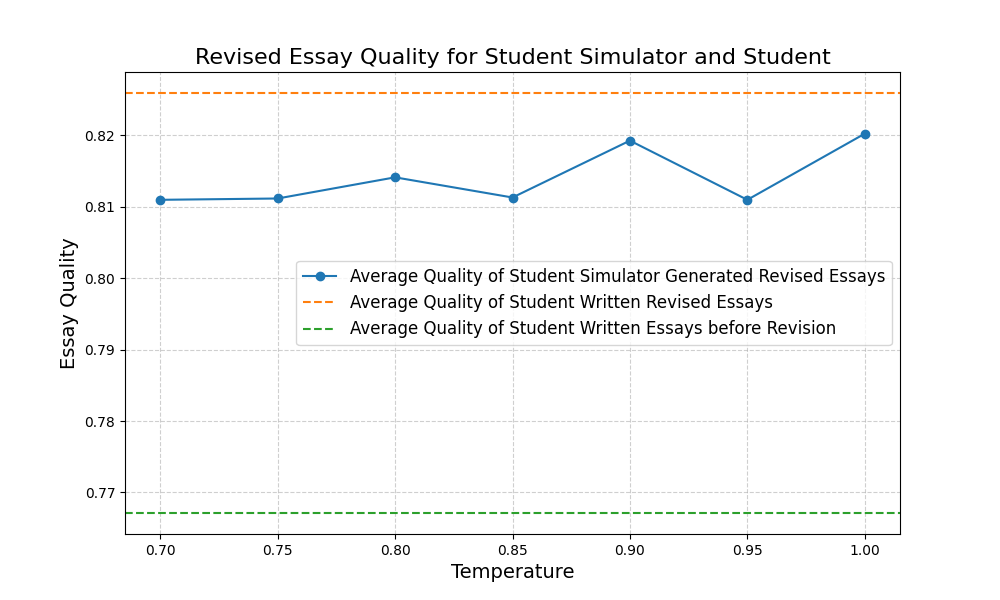 Revised Essay Quality for Student Simulator and Student
Essay Quality
0.82
0.81
0.80
0.79
0.78
0.77
Average Quality of Student Simulator Generated Revised Essays
Average Quality of Student Written Revised Essays
Average Quality of Student Written Essays before Revision
0.70 0.75 0.80 0.85 0.90 0.95 1.00
Temperature